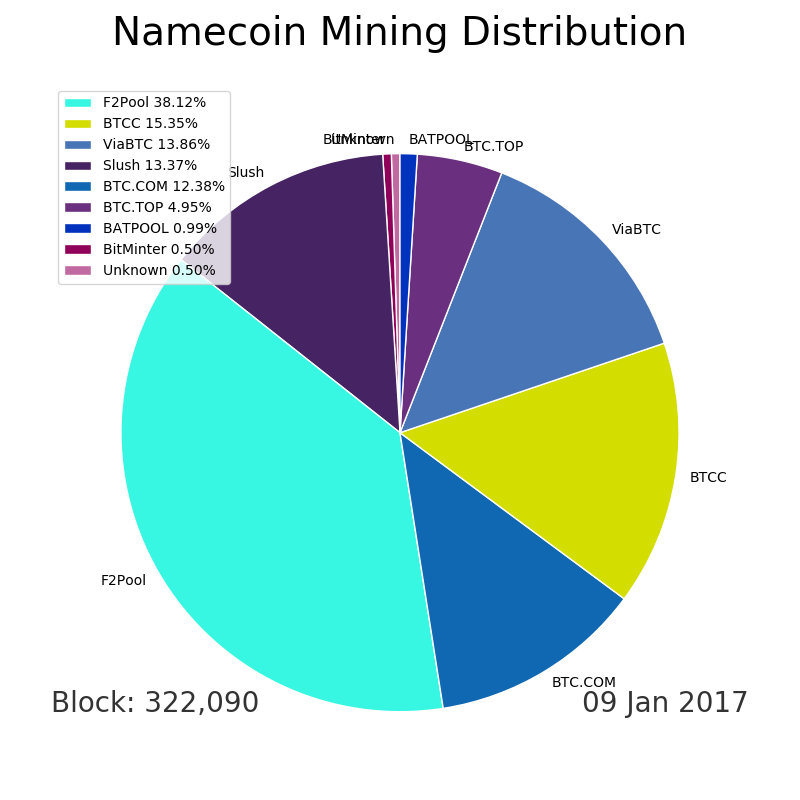 Namecoin Mining Distribution
F2Pool 38.12%
BTCC 15.35%
ViaBTC 13.86%
Slush 13.37%
BTC.COM 12.38%
BTC.TOP 4.95%
BATPOOL 0.99%
BitMinter 0.50%
Unknown 0.50%
BitMinter
Unknown
BATPOOL
BTC.TOP
Slush
ViaBTC
BTCC
F2Pool
BTC.COM
Block: 322,090
09 Jan 2017